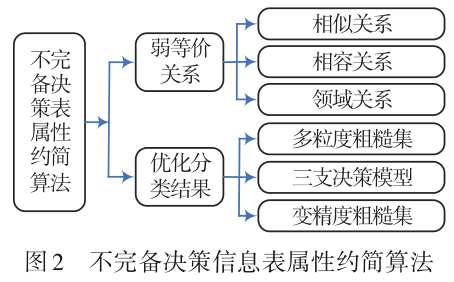 不完
备决
策表
属性
约简
算法
弱等价
关系
优化分
类结果
相似关系
相容关系
领域关系
多粒度粗糙集
三支决策模型
变精度粗糙集
图2 不完备决策信息表属性约简算法